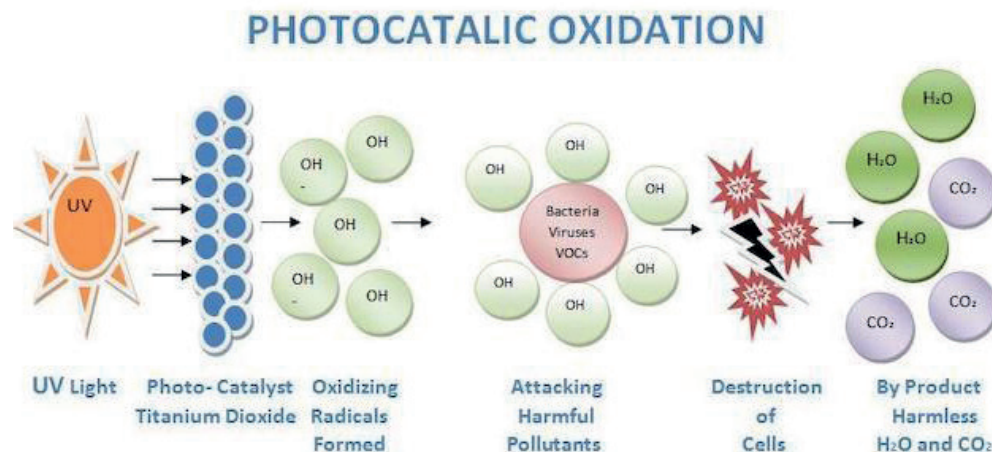 PHOTOCATALIC OXIDATION
UV
OH
-
OH
OH
OH
-
OH
OH
OH
OH
OH
OH
OH
Bacteria
Viruses
VOCs
H₂O
H₂O
CO₂
H₂O
CO₂
CO₂
UV Light
Photo- Catalyst
Titanium Dioxide
Oxidizing
Radicals
Formed
Attacking
Harmful
Pollutants
Destruction
of
Cells
By Product
Harmless
H₂O and CO₂